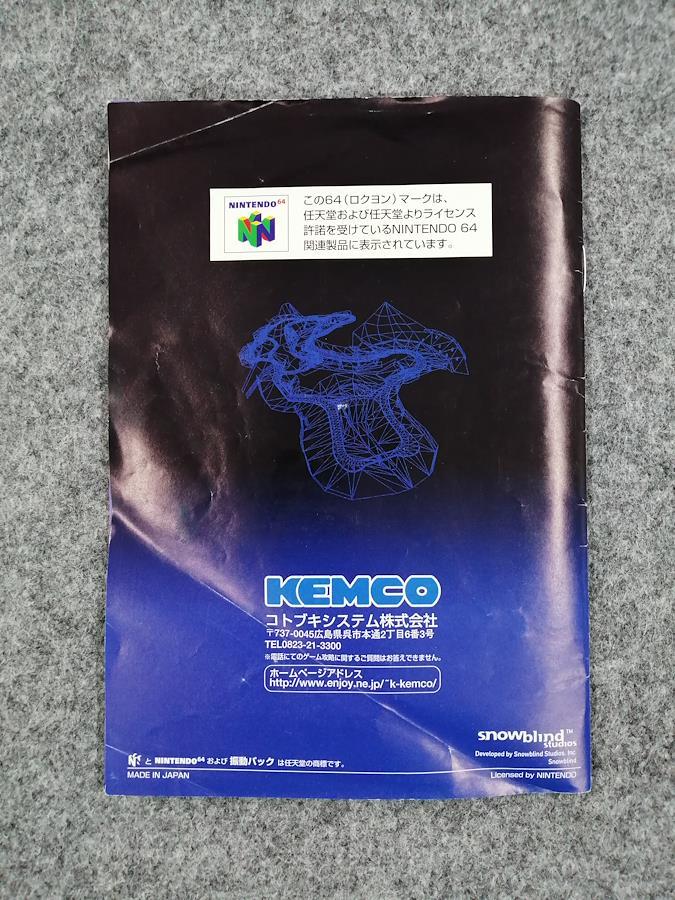 NINTENDO 64
この64（ロクヨン）マークは、
任天堂および任天堂よりライセンス
許諾を受けているNINTENDO 64
関連製品に表示されています。
KEMCO
コトブキシステム株式会社
〒737-0045広島県呉市本通2丁目6番3号
TEL0823-21-3300
※電話にてのゲーム攻略に関するご質問はお答えできません。
ホームページアドレス
http://www.enjoy.ne.jp/~k-kemco/
snowblind™
studios
Developed by Snowblind Studios, Inc
Snowblind
と NINTENDO64 および 振動パック は任天堂の商標です。
MADE IN JAPAN
Licensed by NINTENDO